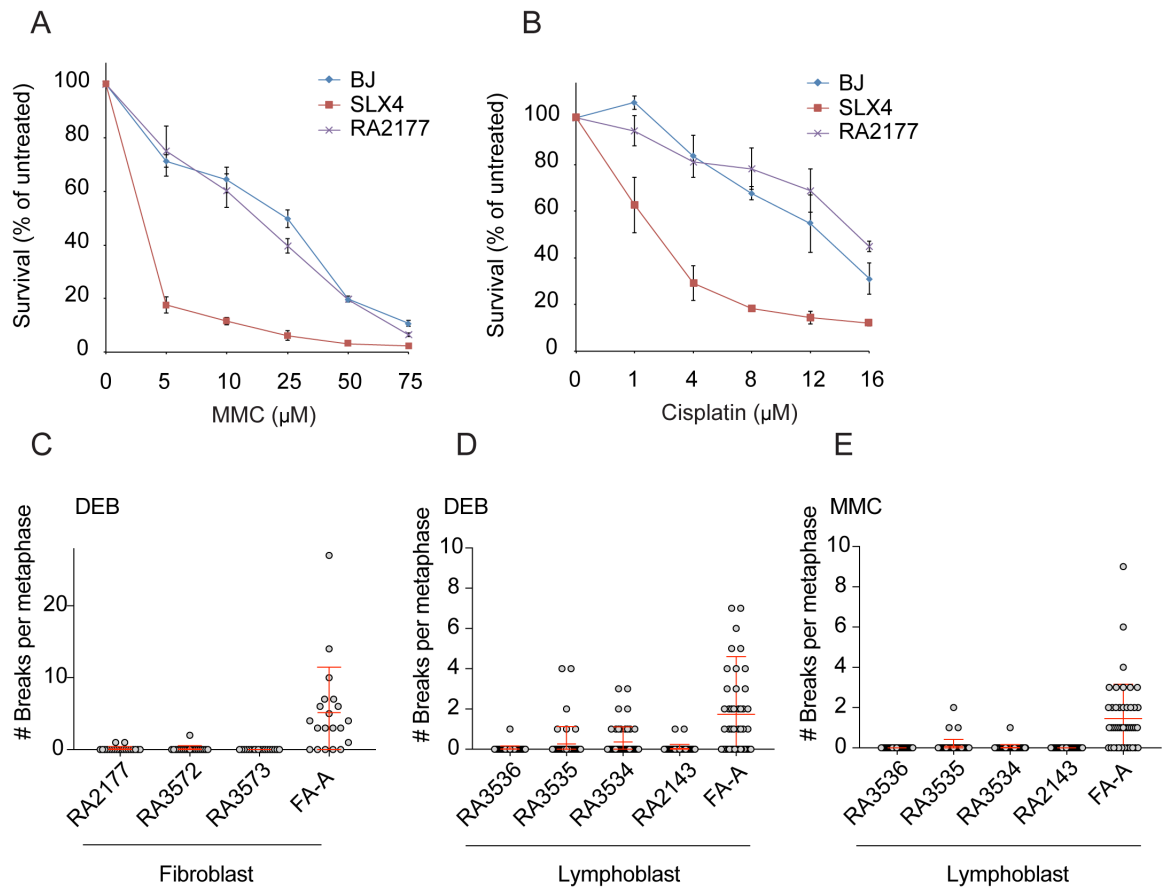 A
Survival (% of untreated)
100
80
60
40
20
0
0 5 10 25 50 75
MMC (µM)
BJ
SLX4
RA2177
B
Survival (% of untreated)
100
80
60
40
20
0
0 1 4 8 12 16
Cisplatin (µM)
BJ
SLX4
RA2177
C
DEB
# Breaks per metaphase
20
10
0
RA2177 RA3572 RA3573 FA-A
Fibroblast
D
DEB
# Breaks per metaphase
10
8
6
4
2
0
RA3536 RA3535 RA3534 RA2143 FA-A
Lymphoblast
E
MMC
# Breaks per metaphase
10
8
6
4
2
0
RA3536 RA3535 RA3534 RA2143 FA-A
Lymphoblast